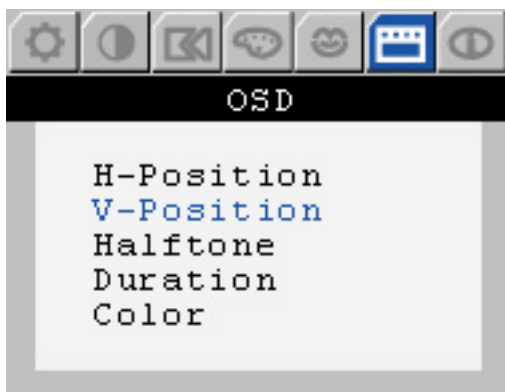 OSD
H-Position
V-Position
Halftone
Duration
Color